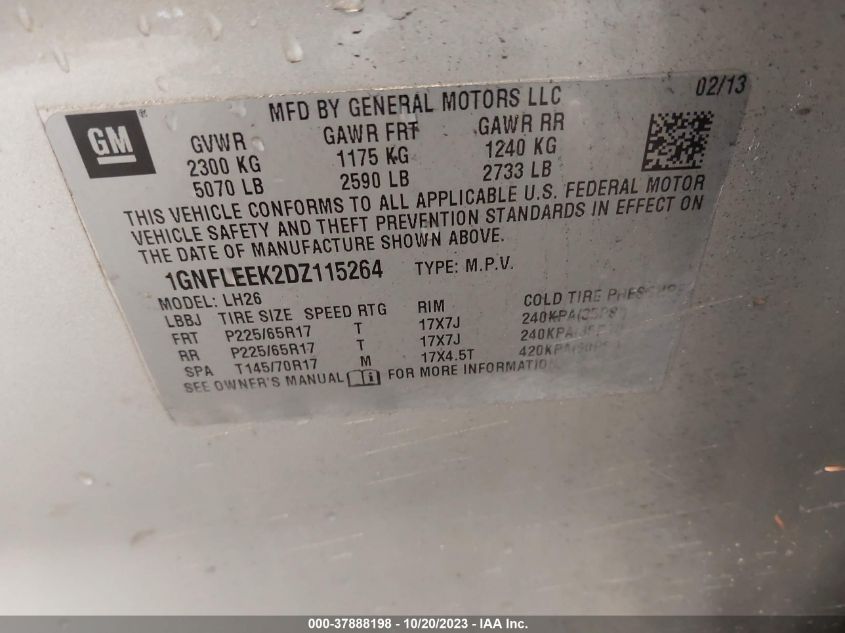 02/13
MFD BY GENERAL MOTORS LLC
GM
GVWR GAWR FRT GAWR RR
2300 KG 1175 KG 1240 KG
5070 LB 2590 LB 2733 LB
THIS VEHICLE CONFORMS TO ALL APPLICABLE U.S. FEDERAL MOTOR
VEHICLE SAFETY AND THEFT PREVENTION STANDARDS IN EFFECT ON
THE DATE OF MANUFACTURE SHOWN ABOVE.
1GNFLEEK2DZ115264 TYPE: M.P.V.
MODEL: LH26
LBBJ TIRE SIZE SPEED RTG RIM COLD TIRE PRESSURE
FRT P225/65R17 T 17X7J 240KPA(35PSI)
RR P225/65R17 T 17X7J 240KPA(35PSI)
SPA T145/70R17 M 17X4.5T 420KPA(60PSI)
SEE OWNER'S MANUAL FOR MORE INFORMATION.
000-37888198 - 10/20/2023 - IAA Inc.